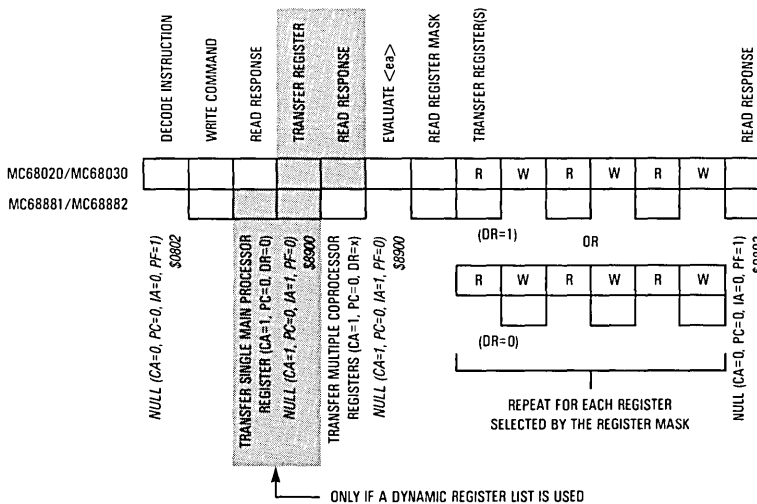 DECODE INSTRUCTION
WRITE COMMAND
READ RESPONSE
TRANSFER REGISTER
READ RESPONSE
EVALUATE <ea>
READ REGISTER MASK
TRANSFER REGISTER(S)
READ RESPONSE
MC68020/MC68030
R W R W R W
MC68881/MC68882
NULL (CA=0, PC=0, IA=0, PF=1)
$0802
TRANSFER SINGLE MAIN PROCESSOR
REGISTER (CA=1, PC=0, DR=0)
NULL (CA=1, PC=0, IA=1, PF=0)
$8900
TRANSFER MULTIPLE COPROCESSOR
REGISTERS (CA=1, PC=0, DR=x)
NULL (CA=1, PC=0, IA=1, PF=0)
$8900
(DR=1)
OR
R W R W R W
(DR=0)
REPEAT FOR EACH REGISTER
SELECTED BY THE REGISTER MASK
NULL (CA=0, PC=0, IA=0, PF=1)
ONLY IF A DYNAMIC REGISTER LIST IS USED